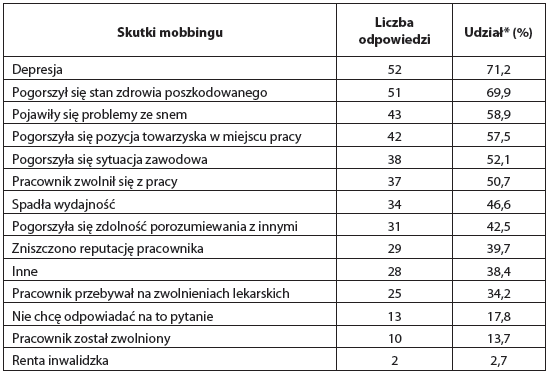 Skutki mobbingu Liczba odpowiedzi Udział* (%)
Depresja 52 71,2
Pogorszył się stan zdrowia poszkodowanego 51 69,9
Pojawiły się problemy ze snem 43 58,9
Pogorszyła się pozycja towarzyska w miejscu pracy 42 57,5
Pogorszyła się sytuacja zawodowa 38 52,1
Pracownik zwolnił się z pracy 37 50,7
Spadła wydajność 34 46,6
Pogorszyła się zdolność porozumiewania z innymi 31 42,5
Zniszczono reputację pracownika 29 39,7
Inne 28 38,4
Pracownik przebywał na zwolnieniach lekarskich 25 34,2
Nie chcę odpowiadać na to pytanie 13 17,8
Pracownik został zwolniony 10 13,7
Renta inwalidzka 2 2,7